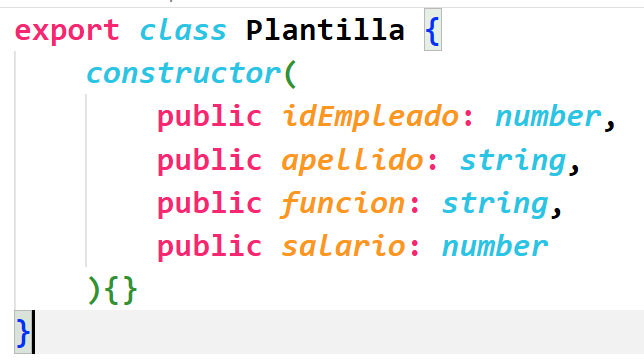 export class Plantilla {
    constructor(
        public idEmpleado: number,
        public apellido: string,
        public funcion: string,
        public salario: number
    ){}
}